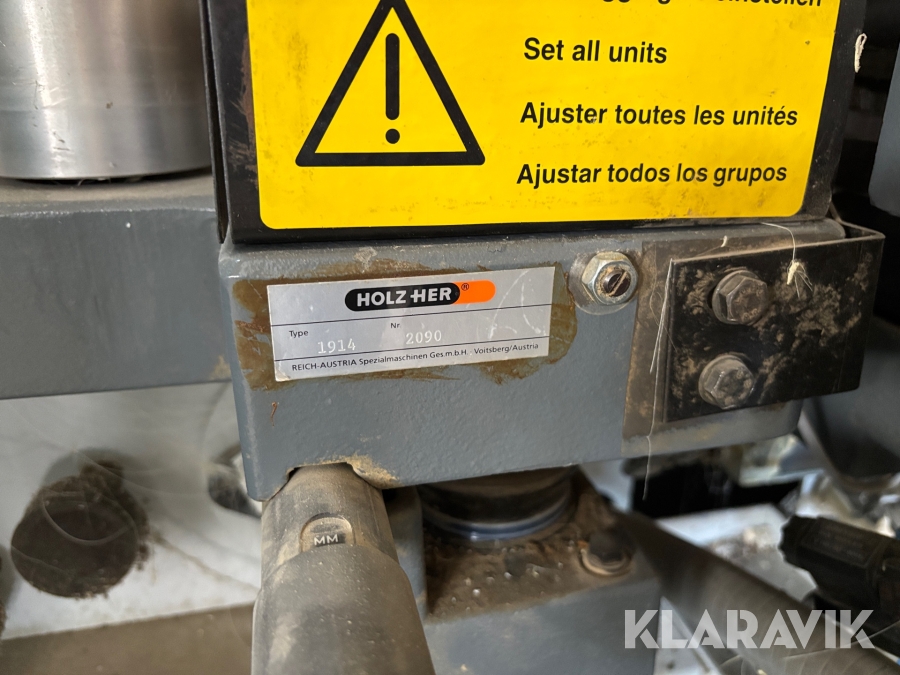 einstellen
Set all units
Ajuster toutes les unités
Ajustar todos los grupos
HOLZ-HER®
Type 1914 Nr. 2090
REICH-AUSTRIA Spezialmaschinen Ges.m.b.H. · Voitsberg/Austria
MM
KLARAVIK